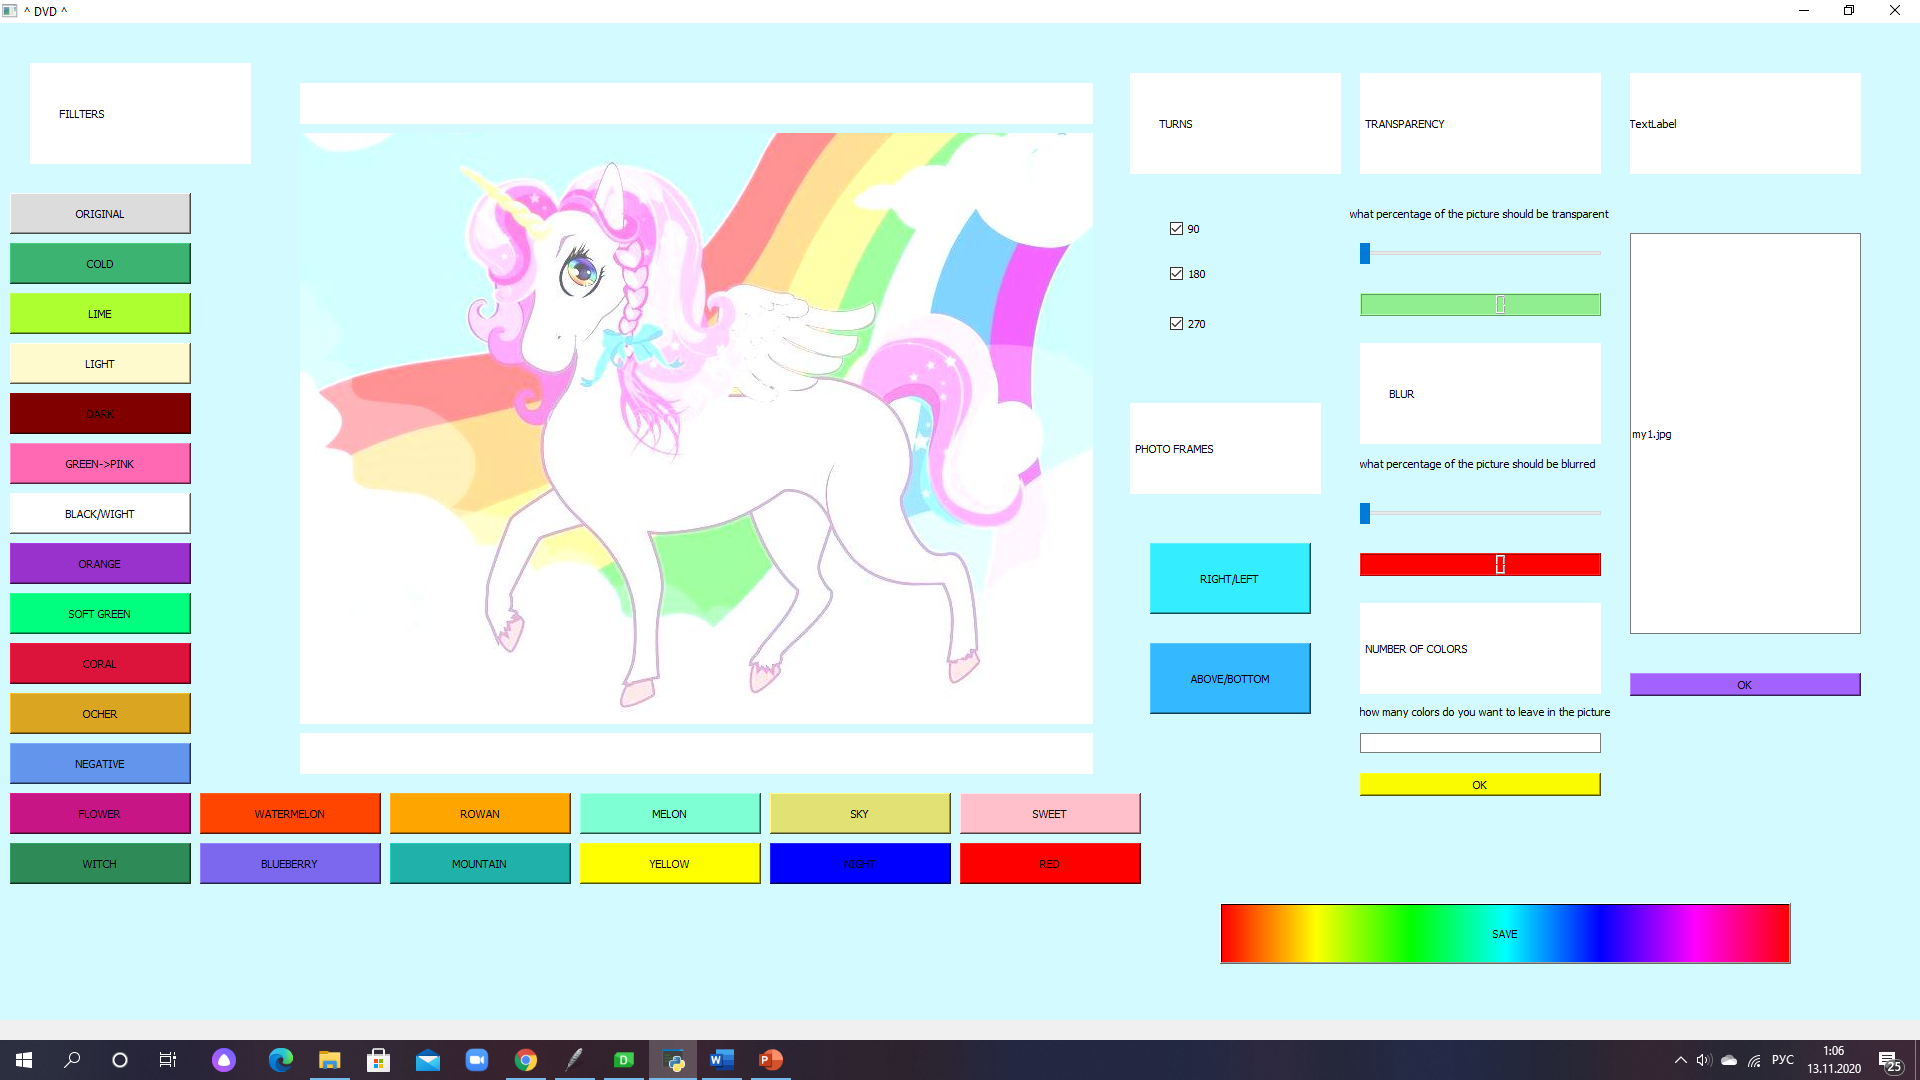 ^ DVD ^
FILLTERS
ORIGINAL
COLD
LIME
LIGHT
DARK
GREEN->PINK
BLACK/WIGHT
ORANGE
SOFT GREEN
CORAL
OCHER
NEGATIVE
FLOWER
WATERMELON
ROWAN
MELON
SKY
SWEET
WITCH
BLUEBERRY
MOUNTAIN
YELLOW
NIGHT
RED
TURNS
90
180
270
PHOTO FRAMES
RIGHT/LEFT
ABOVE/BOTTOM
TRANSPARENCY
what percentage of the picture should be transparent
0
BLUR
what percentage of the picture should be blurred
0
NUMBER OF COLORS
how many colors do you want to leave in the picture
OK
TextLabel
my1.jpg
OK
SAVE
D
W
P
РУС
1:06
13.11.2020
25